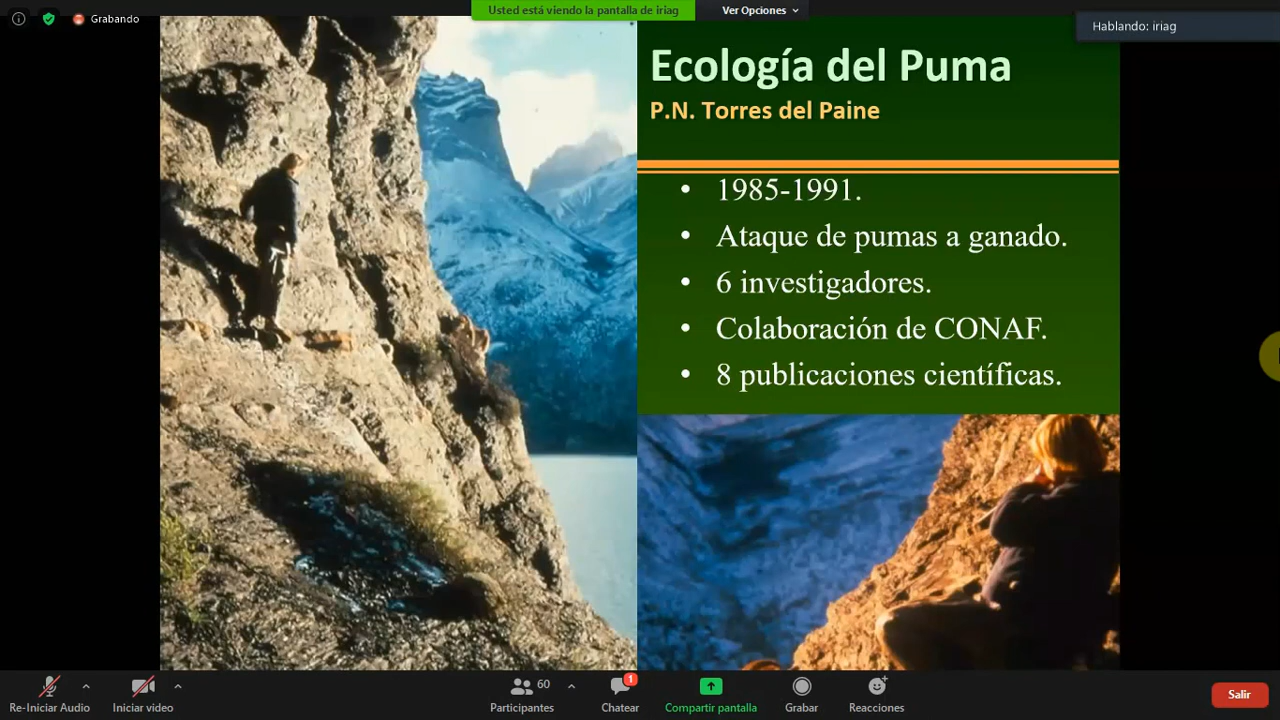 Grabando
Usted está viendo la pantalla de iriag
Ver Opciones
Hablando: iriag
Ecología del Puma
P.N. Torres del Paine
• 1985-1991.
• Ataque de pumas a ganado.
• 6 investigadores.
• Colaboración de CONAF.
• 8 publicaciones científicas.
Re-Iniciar Audio
Iniciar video
60
Participantes
1
Chatear
Compartir pantalla
Grabar
Reacciones
Salir